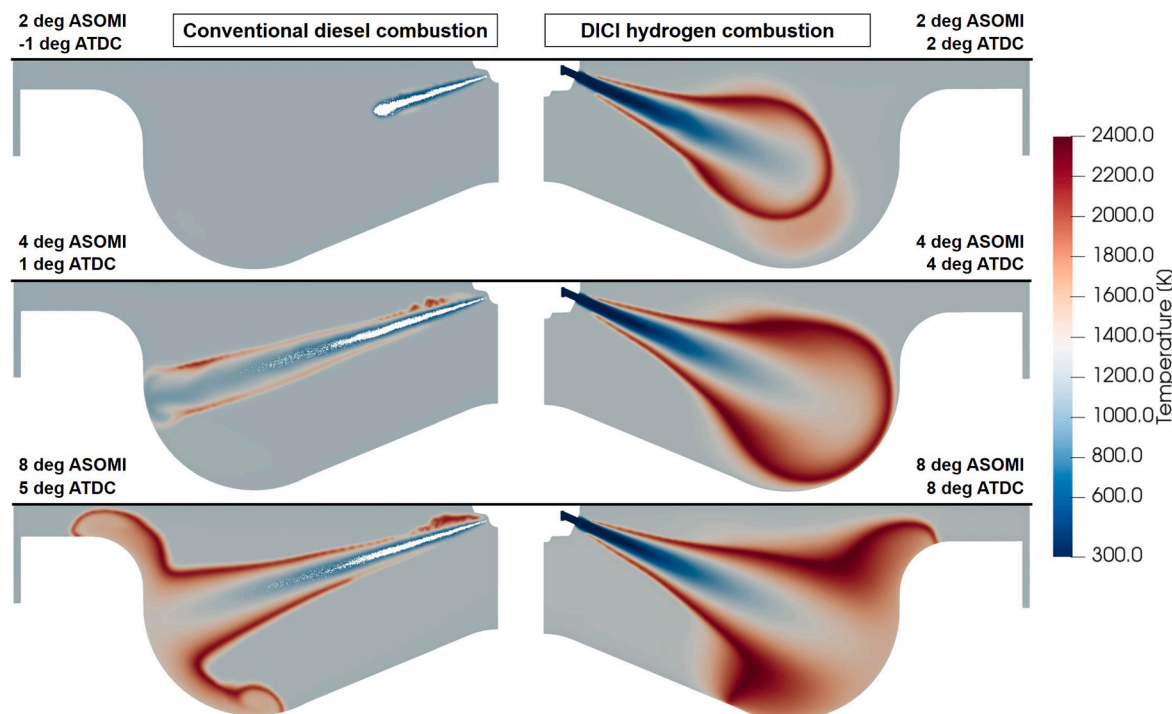 2 deg ASOMI
-1 deg ATDC
Conventional diesel combustion
DICI hydrogen combustion
2 deg ASOMI
2 deg ATDC
4 deg ASOMI
1 deg ATDC
4 deg ASOMI
4 deg ATDC
8 deg ASOMI
5 deg ATDC
8 deg ASOMI
8 deg ATDC
2400.0
2200.0
2000.0
1800.0
1600.0
1400.0
1200.0
1000.0
800.0
600.0
300.0
Temperature (K)